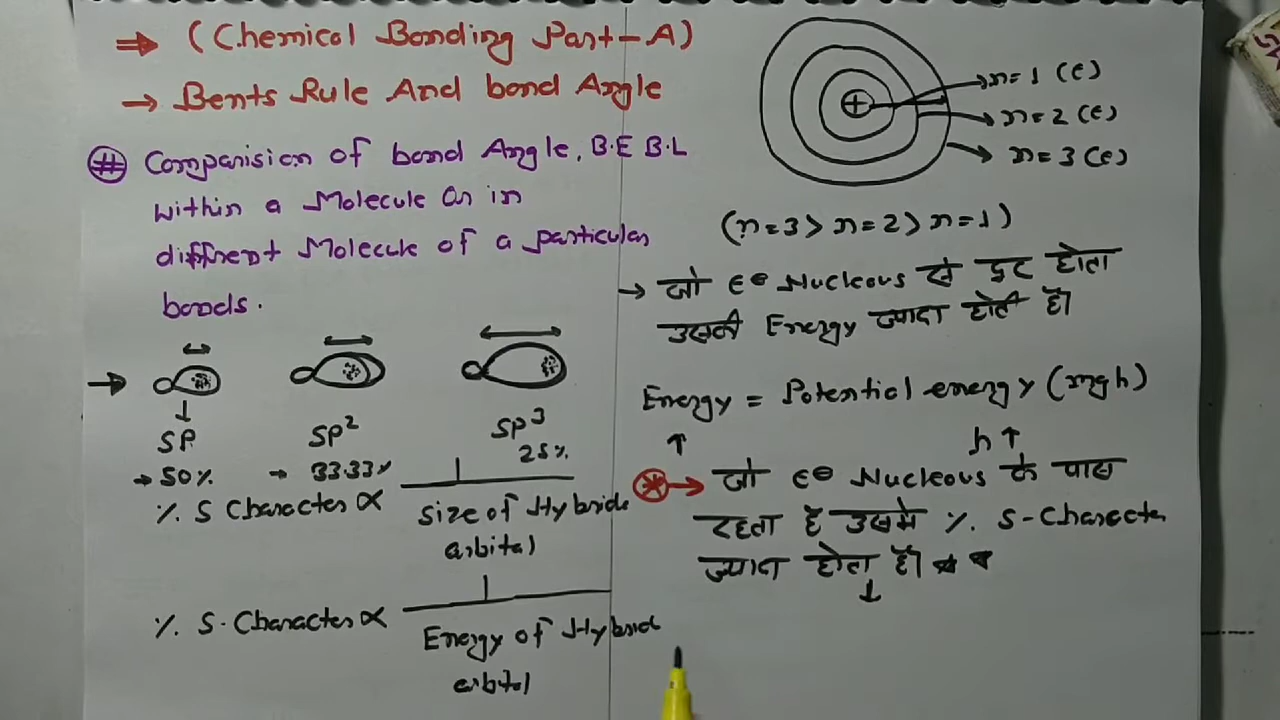 ⇒ (Chemical Bonding Part-A)
→ Bents Rule And bond Angle
# Comparision of bond Angle, B.E B.L
within a Molecule or in
diffrent Molecule of a particular
bonds.
→
SP SP² SP³
→ 50% → 33.33% 25%
% S Character ∝ 1
Size of Hybride
orbital
% S. Character ∝ 1
Energy of Hybrid
orbital
+
→ n=1 (E)
→ n=2 (E)
→ n=3 (E)
(n=3 > n=2 > n=1)
→ जो e⊖ Nucleous से दूर होता
उसकी Energy ज्यादा होती है।
Energy = Potential energy (mgh)
↑ h↑
⊛→ जो e⊖ Nucleous के पास
रहता है उसमे % S-Character
ज्यादा होता है।
↓